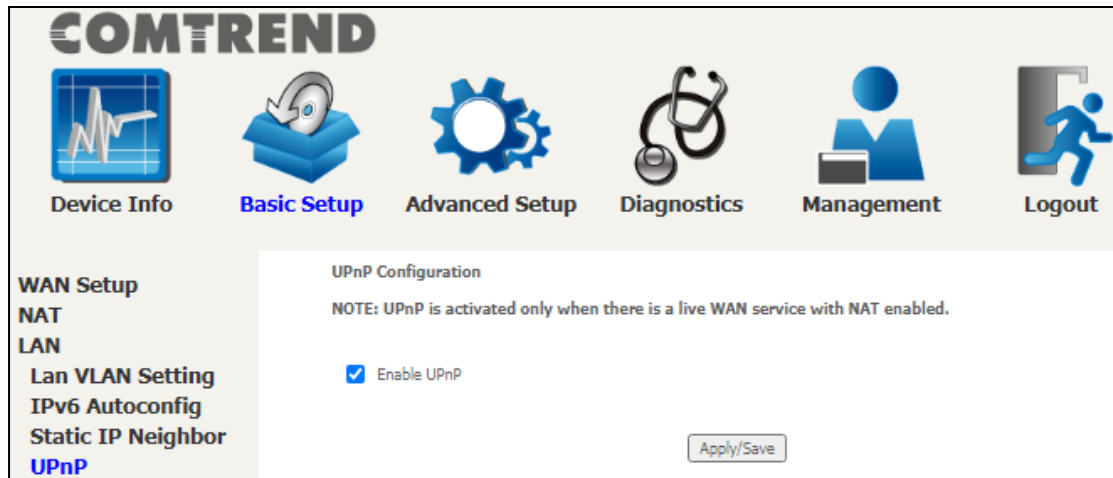 COMTREND
Device Info
Basic Setup
Advanced Setup
Diagnostics
Management
Logout
WAN Setup
NAT
LAN
Lan VLAN Setting
IPv6 Autoconfig
Static IP Neighbor
UPnP
UPnP Configuration
NOTE: UPnP is activated only when there is a live WAN service with NAT enabled.
Enable UPnP
Apply/Save